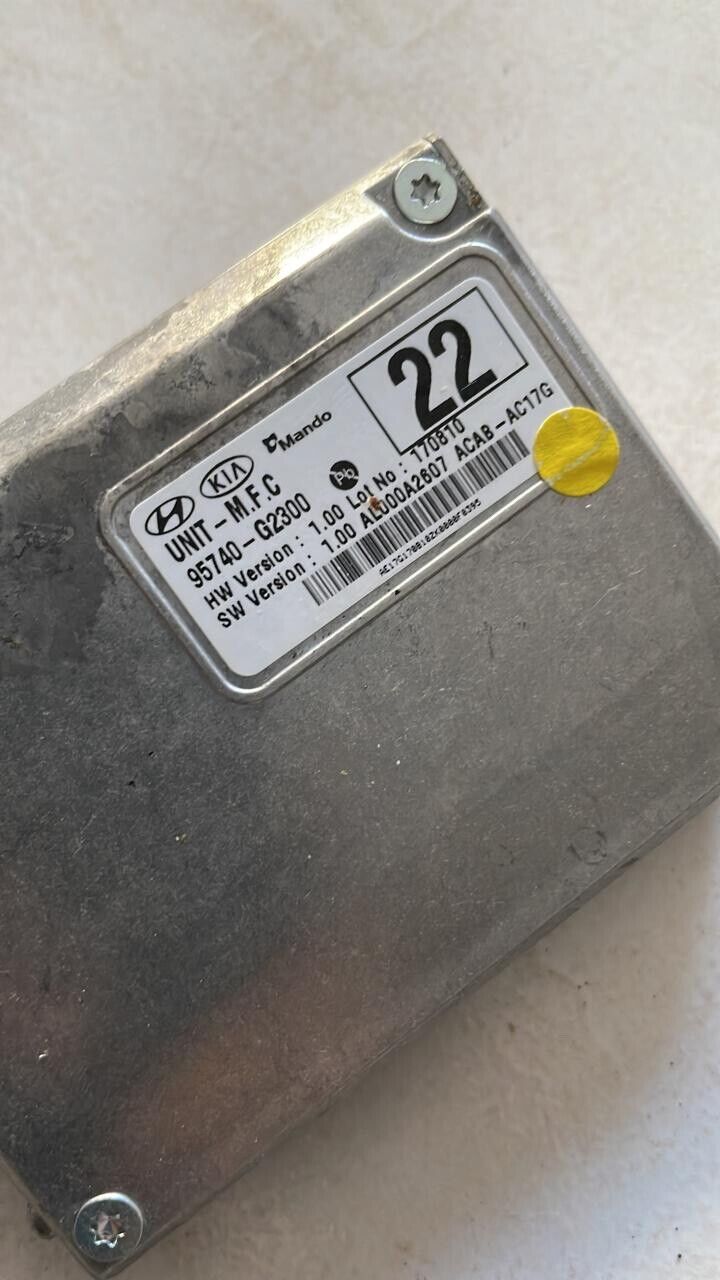 22
Mando
KIA
UNIT-M.F.C
95740-G2300
HW Version : 1.00 Lot No : 170810
SW Version : 1.00 AL000A2607 ACAB-AC17G
Pb